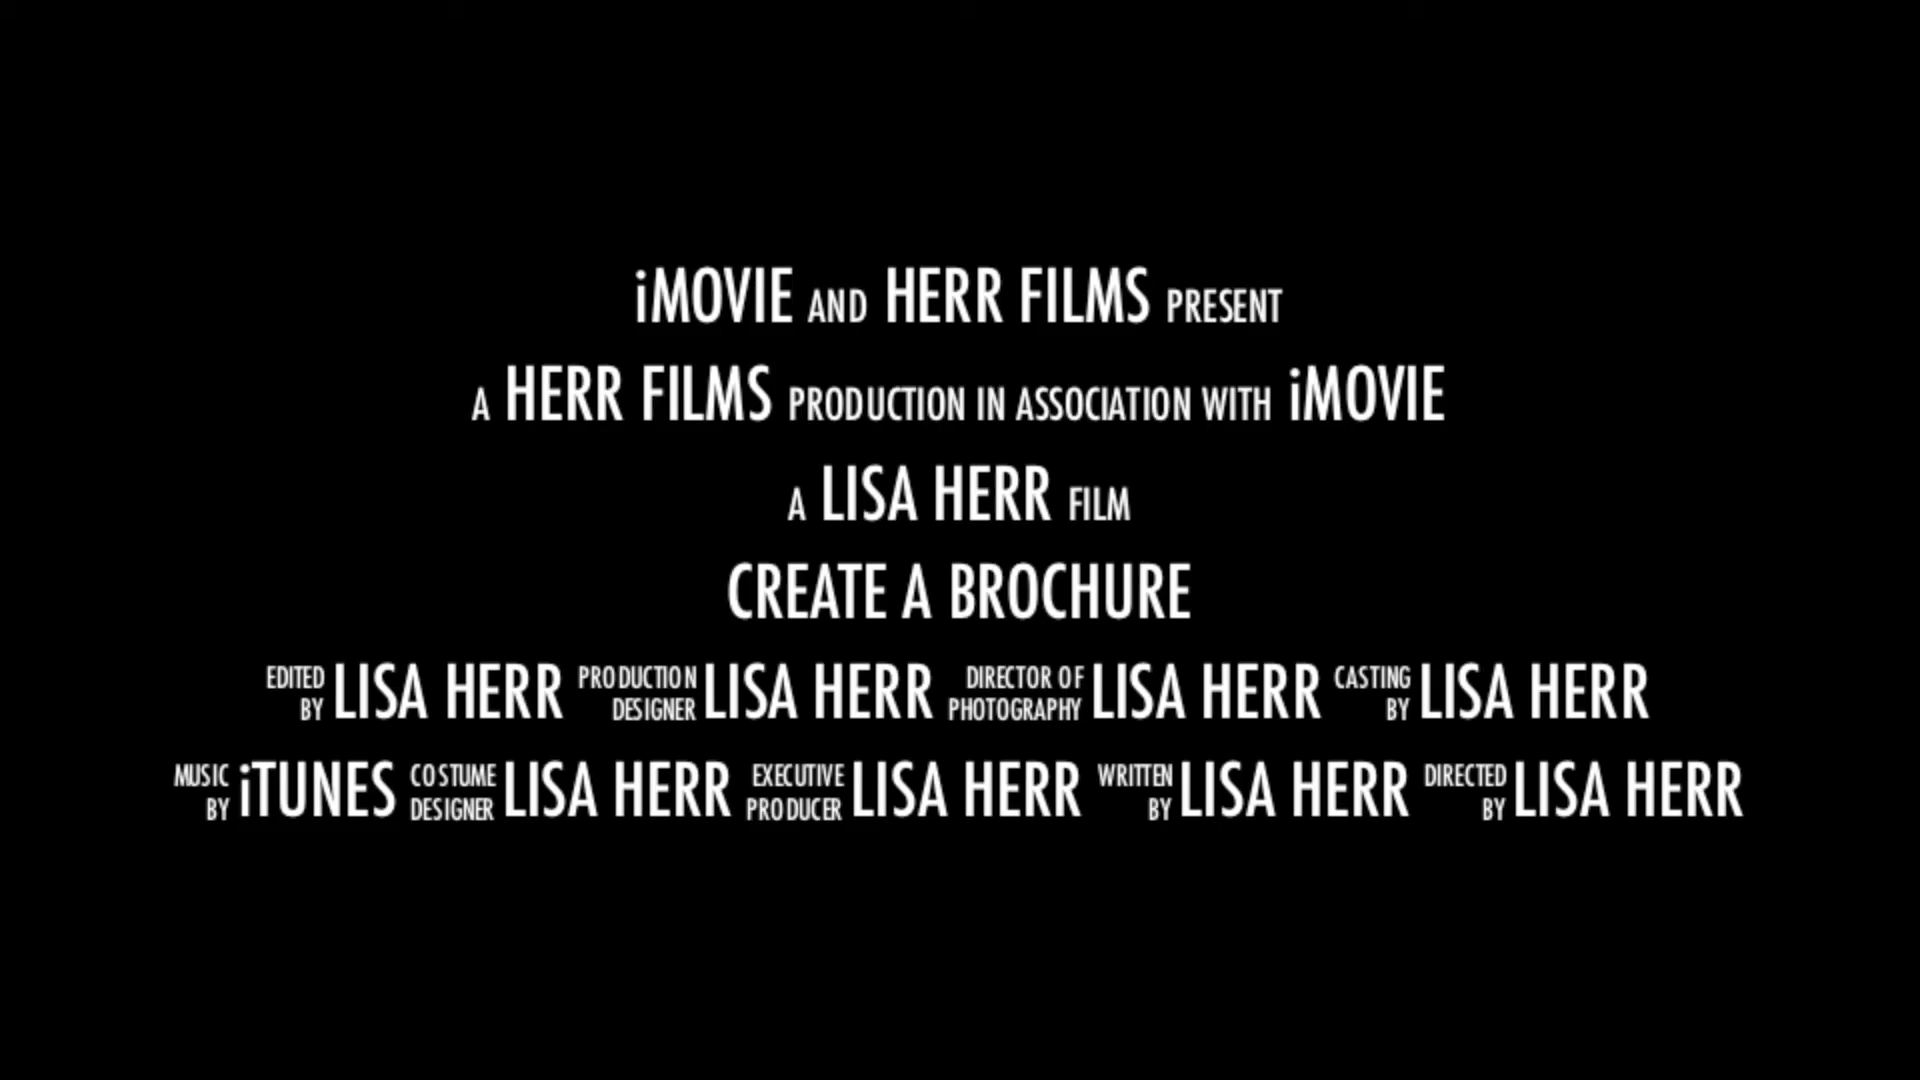 iMOVIE AND HERR FILMS PRESENT
A HERR FILMS PRODUCTION IN ASSOCIATION WITH iMOVIE
A LISA HERR FILM
CREATE A BROCHURE
EDITED BY LISA HERR PRODUCTION DESIGNER LISA HERR DIRECTOR OF PHOTOGRAPHY LISA HERR CASTING BY LISA HERR
MUSIC BY iTUNES COSTUME DESIGNER LISA HERR EXECUTIVE PRODUCER LISA HERR WRITTEN BY LISA HERR DIRECTED BY LISA HERR